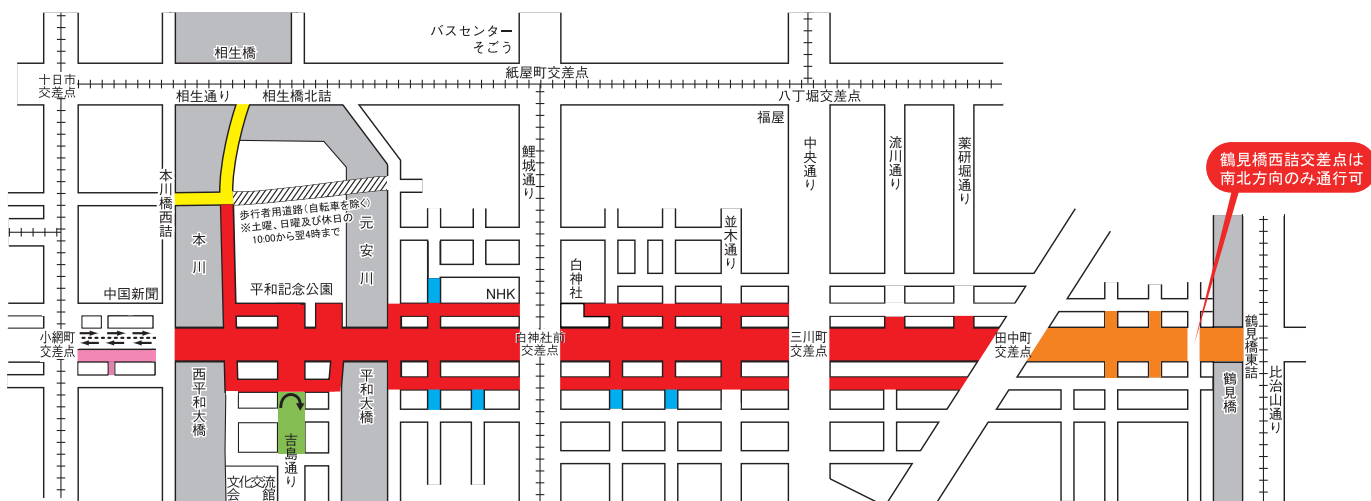 バスセンター
そごう
相生橋
紙屋町交差点
十日市
交差点
相生通り
相生橋北詰
八丁堀交差点
福屋
鯉城通り
中央通り
流川通り
薬研堀通り
鶴見橋西詰交差点は
南北方向のみ通行可
本川橋西詰
歩行者用道路(自転車を除く)
※土曜、日曜及び休日の
10:00から翌4時まで
本川
元安川
並木通り
白神社
中国新聞
平和記念公園
NHK
小網町
交差点
白神社前
交差点
三川町
交差点
田中町
交差点
鶴見橋東詰
西平和大橋
平和大橋
鶴見橋
比治山通り
吉島通り
文化交流
会館